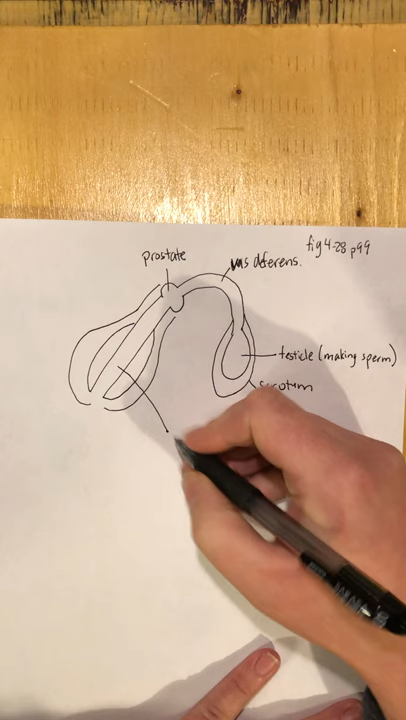 fig 4-28 p99
prostate
vas deferens.
testicle (making sperm)
scrotum